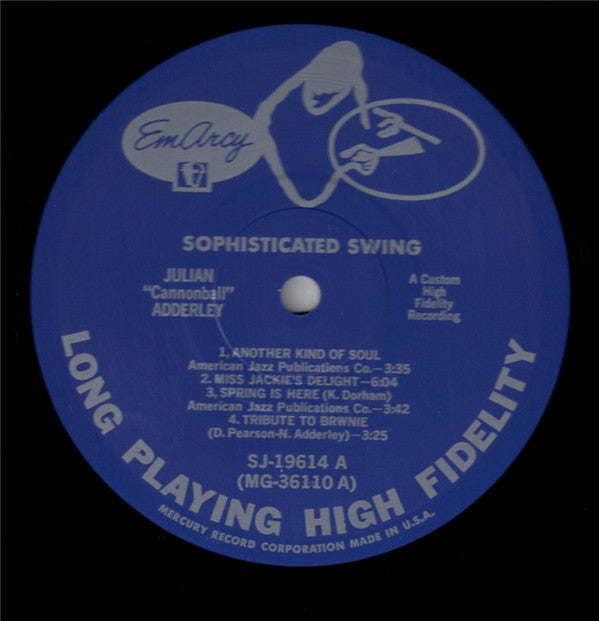 EmArcy
SOPHISTICATED SWING
JULIAN
"Cannonball"
ADDERLEY
A Custom
High
Fidelity
Recording
1, ANOTHER KIND OF SOUL
American Jazz Publications Co.—3:35
2. MISS JACKIE'S DELIGHT—6:04
3, SPRING IS HERE (K. Dorham)
American Jazz Publications Co.—3:42
4. TRIBUTE TO BRWNIE
(D. Pearson-N. Adderley)—3:25
SJ-19614 A
(MG-36110 A)
LONG PLAYING HIGH FIDELITY
MERCURY RECORD CORPORATION MADE IN U.S.A.